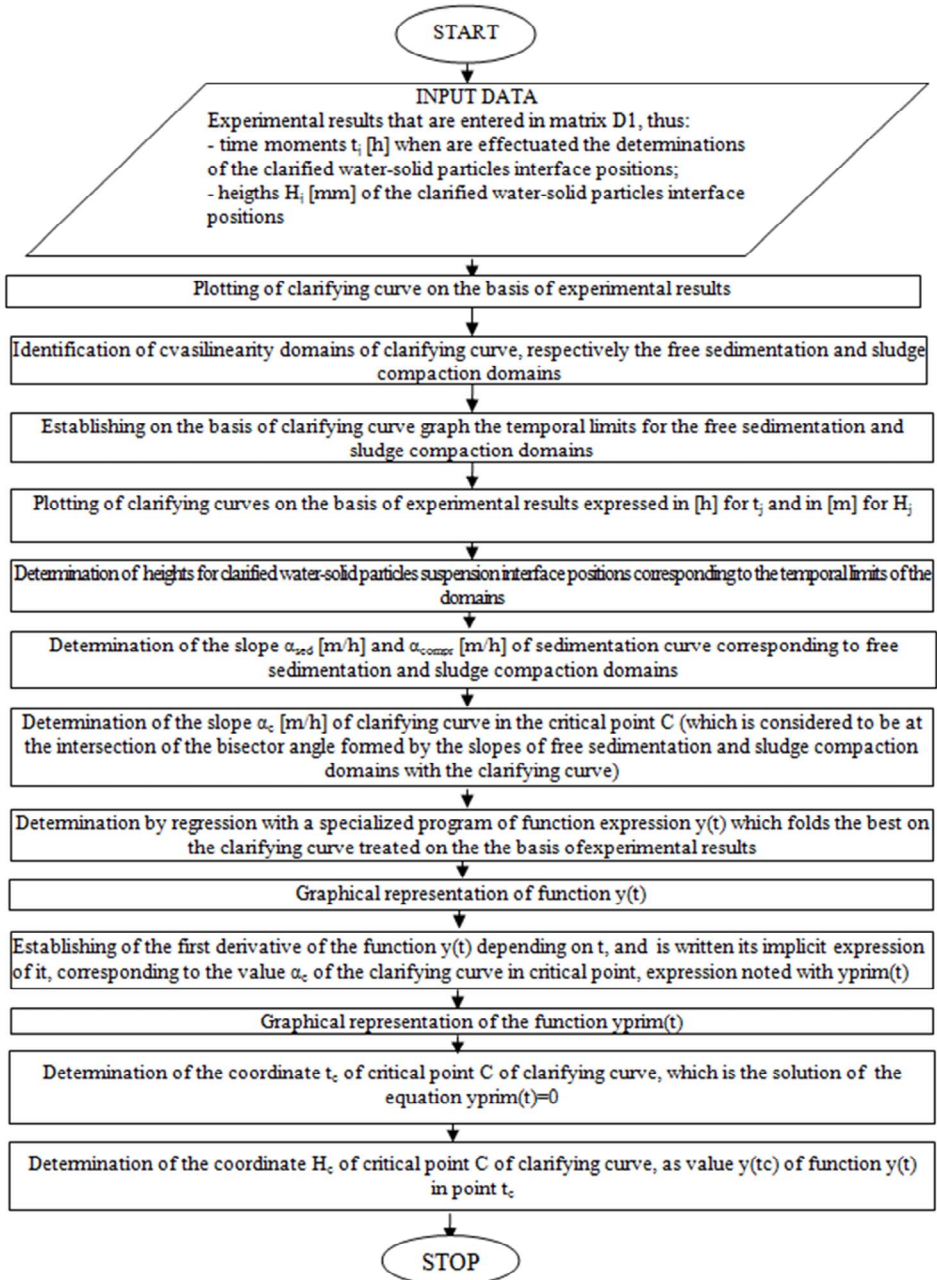 START
INPUT DATA
Experimental results that are entered in matrix D1, thus:
- time moments tj [h] when are effectuated the determinations
of the clarified water-solid particles interface positions;
- heigths Hj [mm] of the clarified water-solid particles interface
positions
Plotting of clarifying curve on the basis of experimental results
Identification of cvasilinearity domains of clarifying curve, respectively the free sedimentation and sludge
compaction domains
Establishing on the basis of clarifying curve graph the temporal limits for the free sedimentation and
sludge compaction domains
Plotting of clarifying curves on the basis of experimental results expressed in [h] for tj and in [m] for Hj
Determination of heights for clarified water-solid particles suspension interface positions corresponding to the temporal limits of the
domains
Determination of the slope αsed [m/h] and αcompr [m/h] of sedimentation curve corresponding to free
sedimentation and sludge compaction domains
Determination of the slope αc [m/h] of clarifying curve in the critical point C (which is considered to be at
the intersection of the bisector angle formed by the slopes of free sedimentation and sludge compaction
domains with the clarifying curve)
Determination by regression with a specialized program of function expression y(t) which folds the best on
the clarifying curve treated on the the basis of experimental results
Graphical representation of function y(t)
Establishing of the first derivative of the function y(t) depending on t, and is written its implicit expression
of it, corresponding to the value αc of the clarifying curve in critical point, expression noted with yprim(t)
Graphical representation of the function yprim(t)
Determination of the coordinate tc of critical point C of clarifying curve, which is the solution of the
equation yprim(t)=0
Determination of the coordinate Hc of critical point C of clarifying curve, as value y(tc) of function y(t)
in point tc
STOP